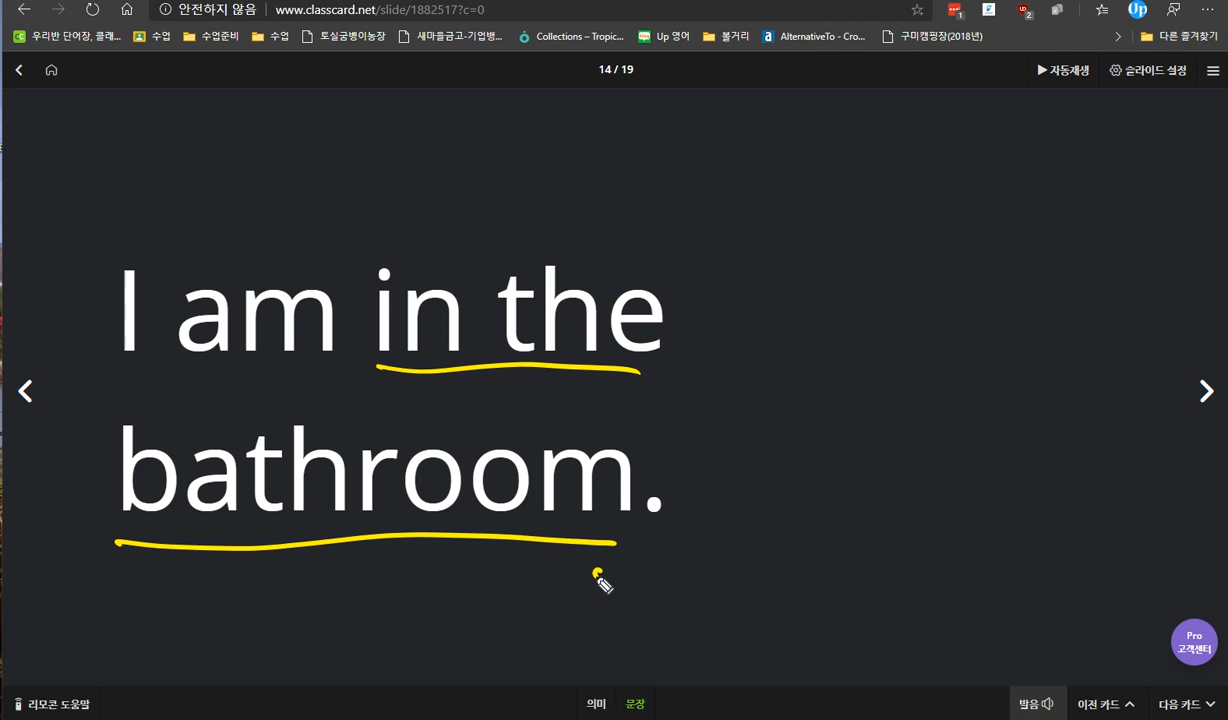 안전하지 않음 | www.classcard.net/slide/1882517?c=0
1
2
Up
우리반 단어장, 클래... 수업 수업준비 수업 토실굼벵이농장 새마을금고-기업뱅... Collections – Tropic... Up 영어 볼거리 AlternativeTo - Cro... 구미캠핑장(2018년) 다른 즐겨찾기
14 / 19
자동재생 슬라이드 설정
I am in the
bathroom.
Pro
고객센터
리모콘 도움말 의미 문장 발음 이전 카드 다음 카드